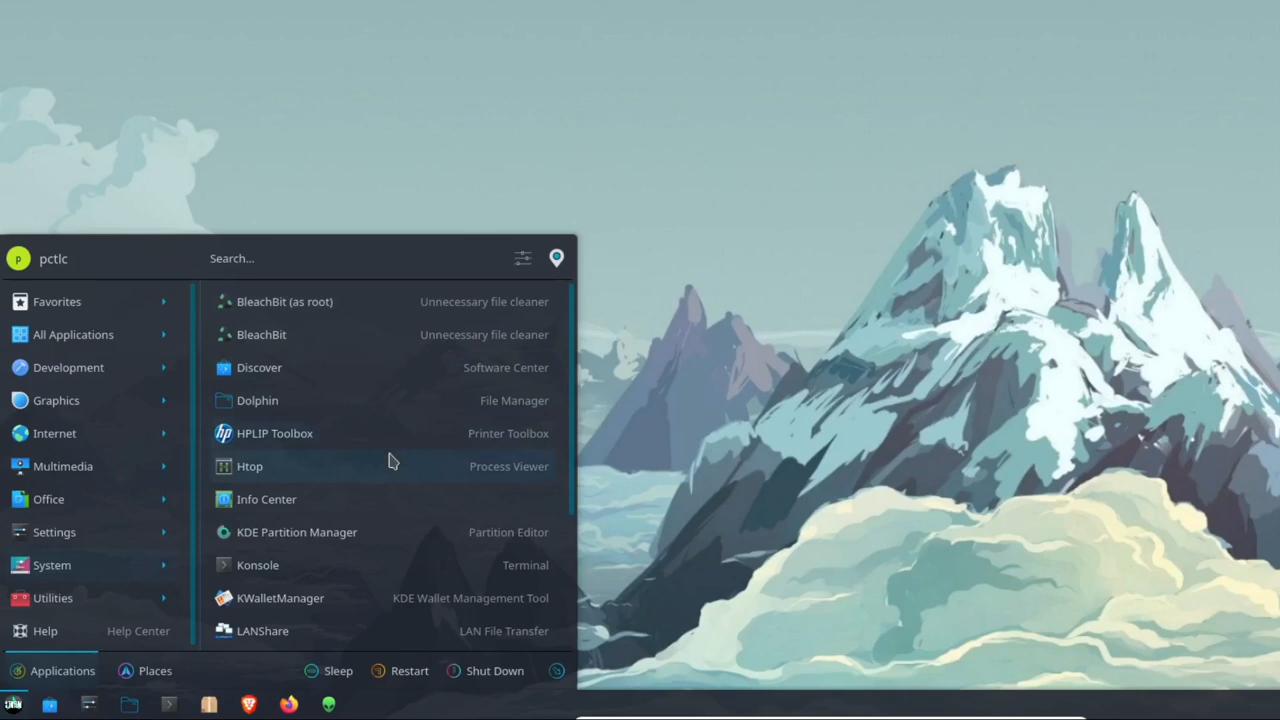 p pctlc Search...
Favorites
All Applications
Development
Graphics
Internet
Multimedia
Office
Settings
System
Utilities
Help Help Center
BleachBit (as root) Unnecessary file cleaner
BleachBit Unnecessary file cleaner
Discover Software Center
Dolphin File Manager
hp HPLIP Toolbox Printer Toolbox
Htop Process Viewer
Info Center
KDE Partition Manager Partition Editor
Konsole Terminal
KWalletManager KDE Wallet Management Tool
LANShare LAN File Transfer
Applications Places Sleep Restart Shut Down